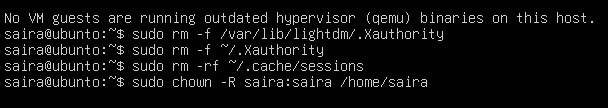 No VM guests are running outdated hypervisor (qemu) binaries on this host.
saira@ubunto:~$ sudo rm -f /var/lib/lightdm/.Xauthority
saira@ubunto:~$ sudo rm -f ~/.Xauthority
saira@ubunto:~$ sudo rm -rf ~/.cache/sessions
saira@ubunto:~$ sudo chown -R saira:saira /home/saira